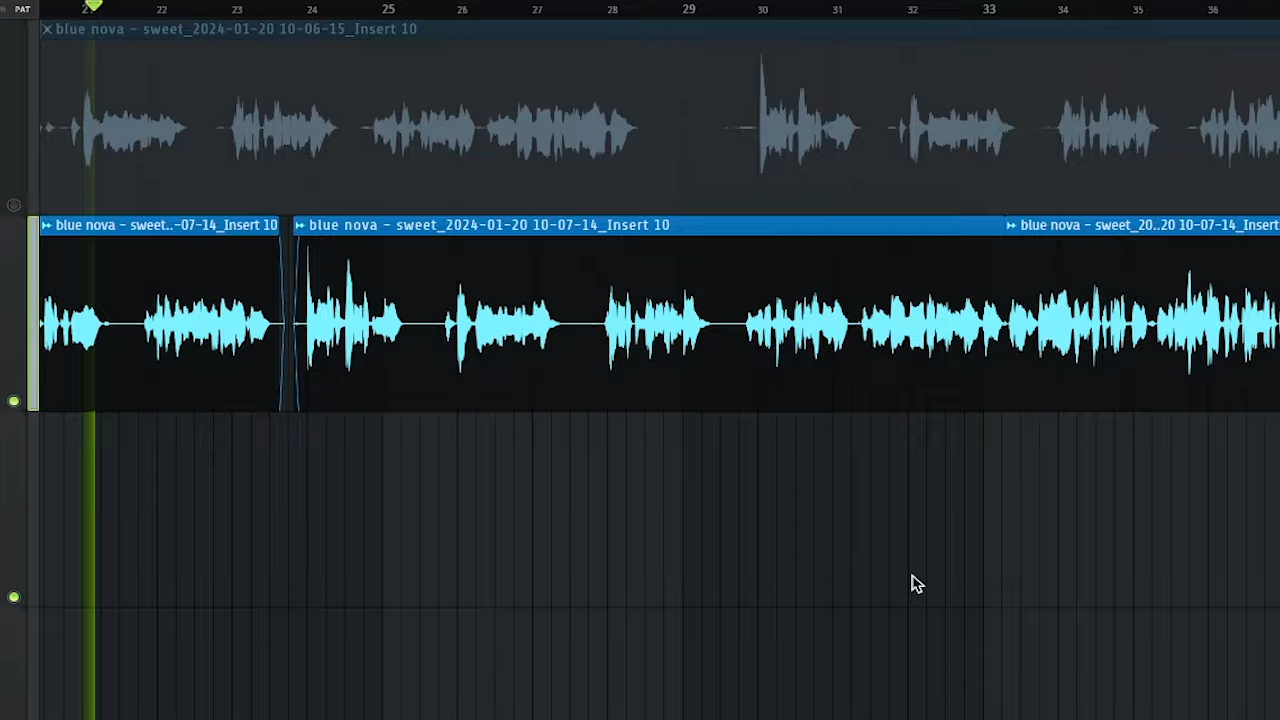 PAT 22 23 24 25 26 27 28 29 30 31 32 33 34 35 36
blue nova - sweet_2024-01-20 10-06-15_Insert 10
blue nova - sweet..-07-14_Insert 10 blue nova - sweet_2024-01-20 10-07-14_Insert 10 blue nova - sweet_20..20 10-07-14_Insert